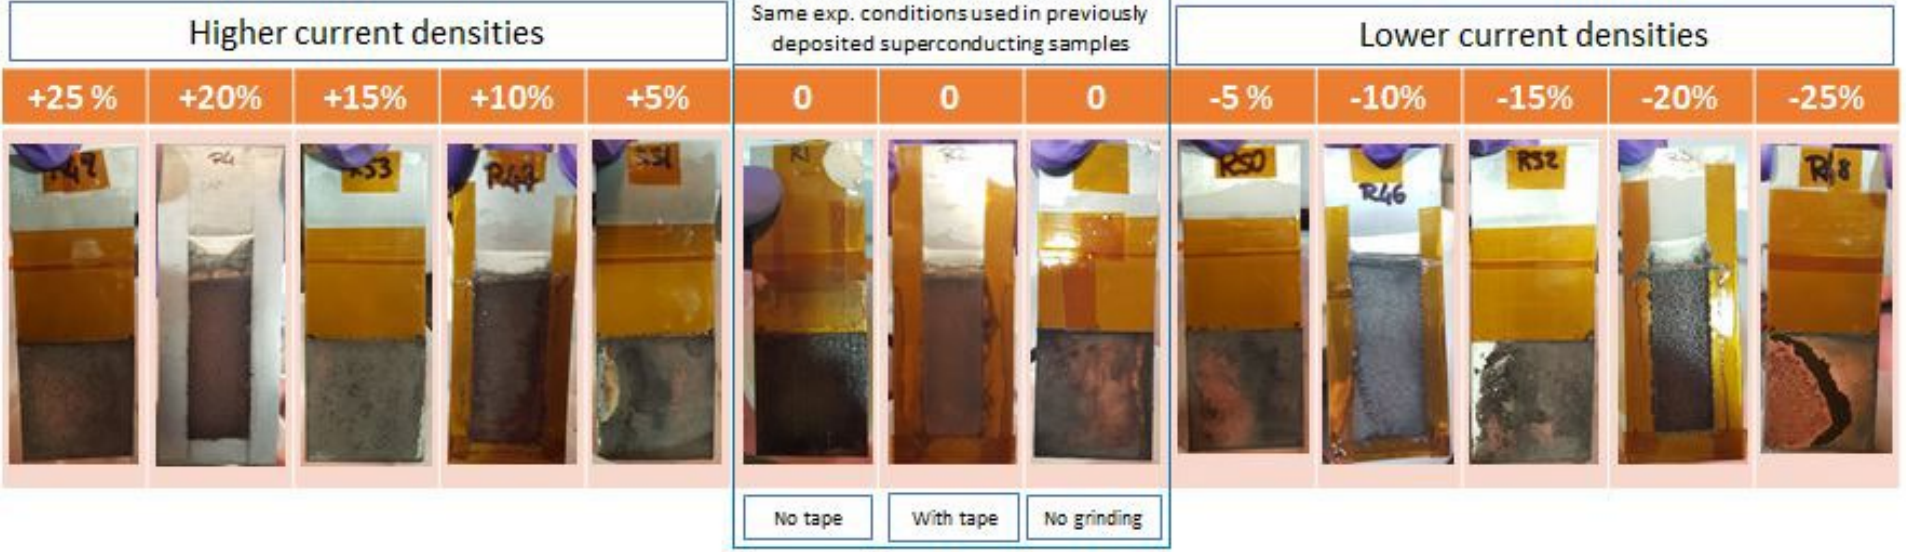 Higher current densities
Same exp. conditions used in previously
deposited superconducting samples
Lower current densities
+25 % +20% +15% +10% +5% 0 0 0 -5 % -10% -15% -20% -25%
R1 R50 R46 R52
No tape With tape No grinding